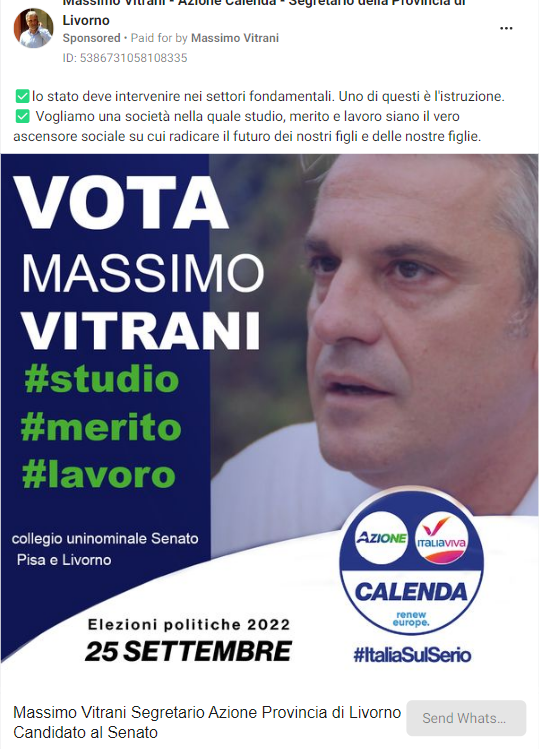 Massimo Vitrani - Azione Calenda - Segretario della Provincia di
Livorno
Sponsored • Paid for by Massimo Vitrani
ID: 5386731058108335
✅Io stato deve intervenire nei settori fondamentali. Uno di questi è l'istruzione.
✅ Vogliamo una società nella quale studio, merito e lavoro siano il vero
ascensore sociale su cui radicare il futuro dei nostri figli e delle nostre figlie.
VOTA
MASSIMO
VITRANI
#studio
#merito
#lavoro
collegio uninominale Senato
Pisa e Livorno
AZIONE
ITALIAVIVA
CALENDA
renew
europe.
Elezioni politiche 2022
25 SETTEMBRE
#ItaliaSulSerio
Massimo Vitrani Segretario Azione Provincia di Livorno
Candidato al Senato
Send Whats...